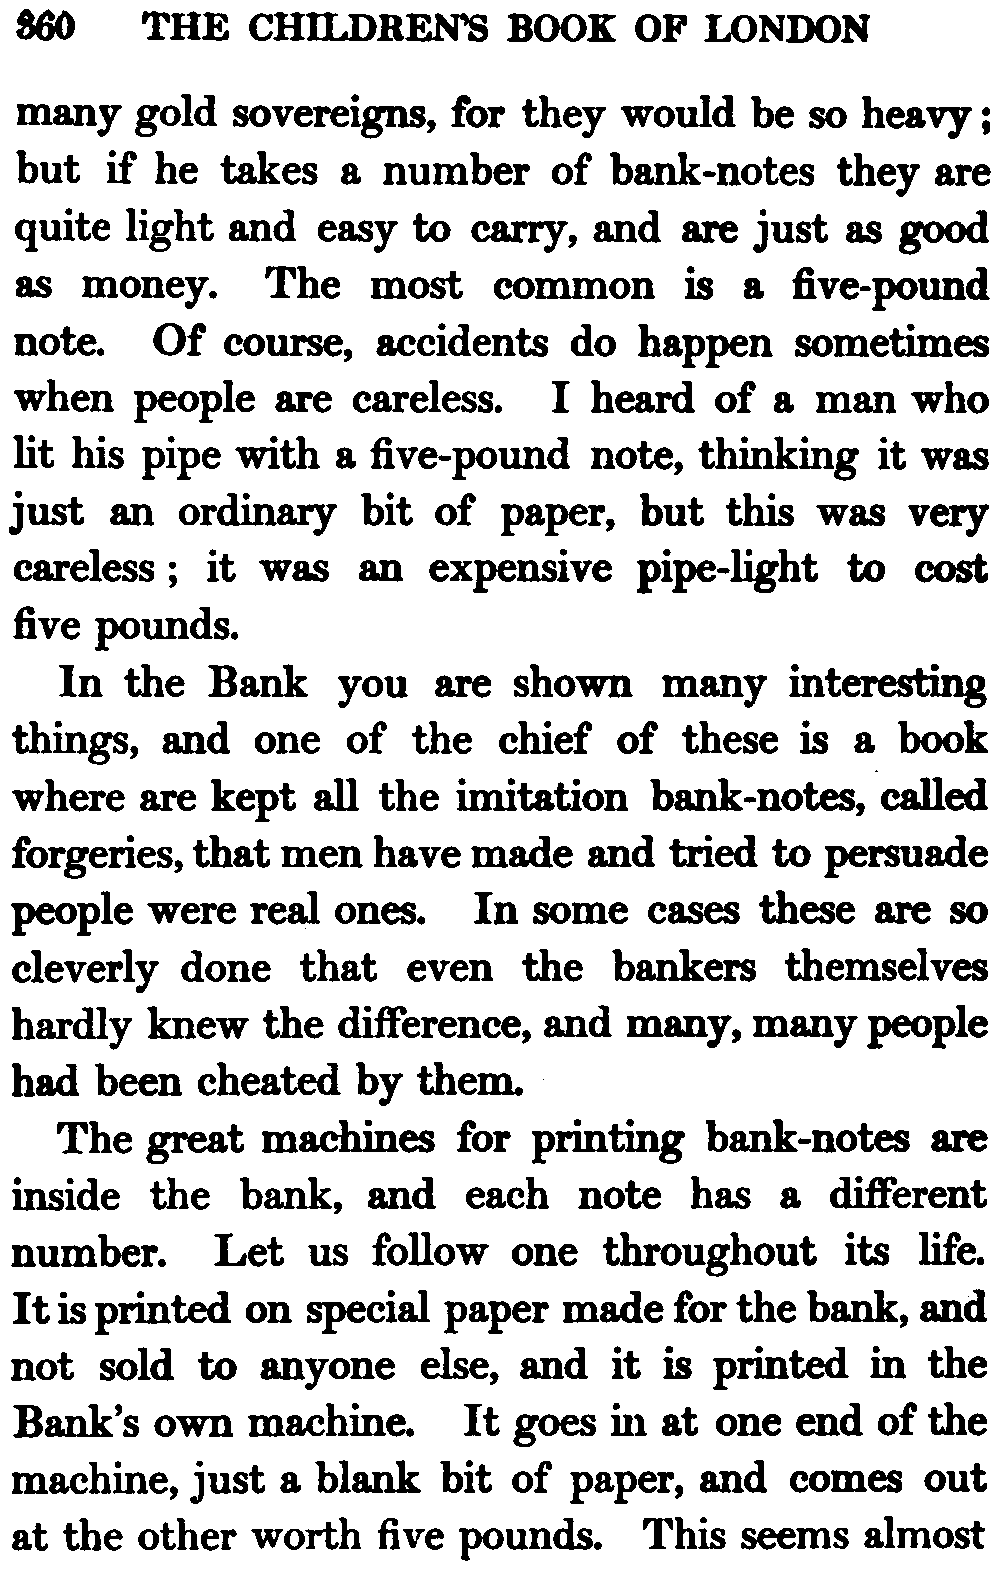 360 THE CHILDREN'S BOOK OF LONDON
many gold sovereigns, for they would be so heavy ;
but if he takes a number of bank-notes they are
quite light and easy to carry, and are just as good
as money. The most common is a five-pound
note. Of course, accidents do happen sometimes
when people are careless. I heard of a man who
lit his pipe with a five-pound note, thinking it was
just an ordinary bit of paper, but this was very
careless ; it was an expensive pipe-light to cost
five pounds.
In the Bank you are shown many interesting
things, and one of the chief of these is a book
where are kept all the imitation bank-notes, called
forgeries, that men have made and tried to persuade
people were real ones. In some cases these are so
cleverly done that even the bankers themselves
hardly knew the difference, and many, many people
had been cheated by them.
The great machines for printing bank-notes are
inside the bank, and each note has a different
number. Let us follow one throughout its life.
It is printed on special paper made for the bank, and
not sold to anyone else, and it is printed in the
Bank's own machine. It goes in at one end of the
machine, just a blank bit of paper, and comes out
at the other worth five pounds. This seems almost